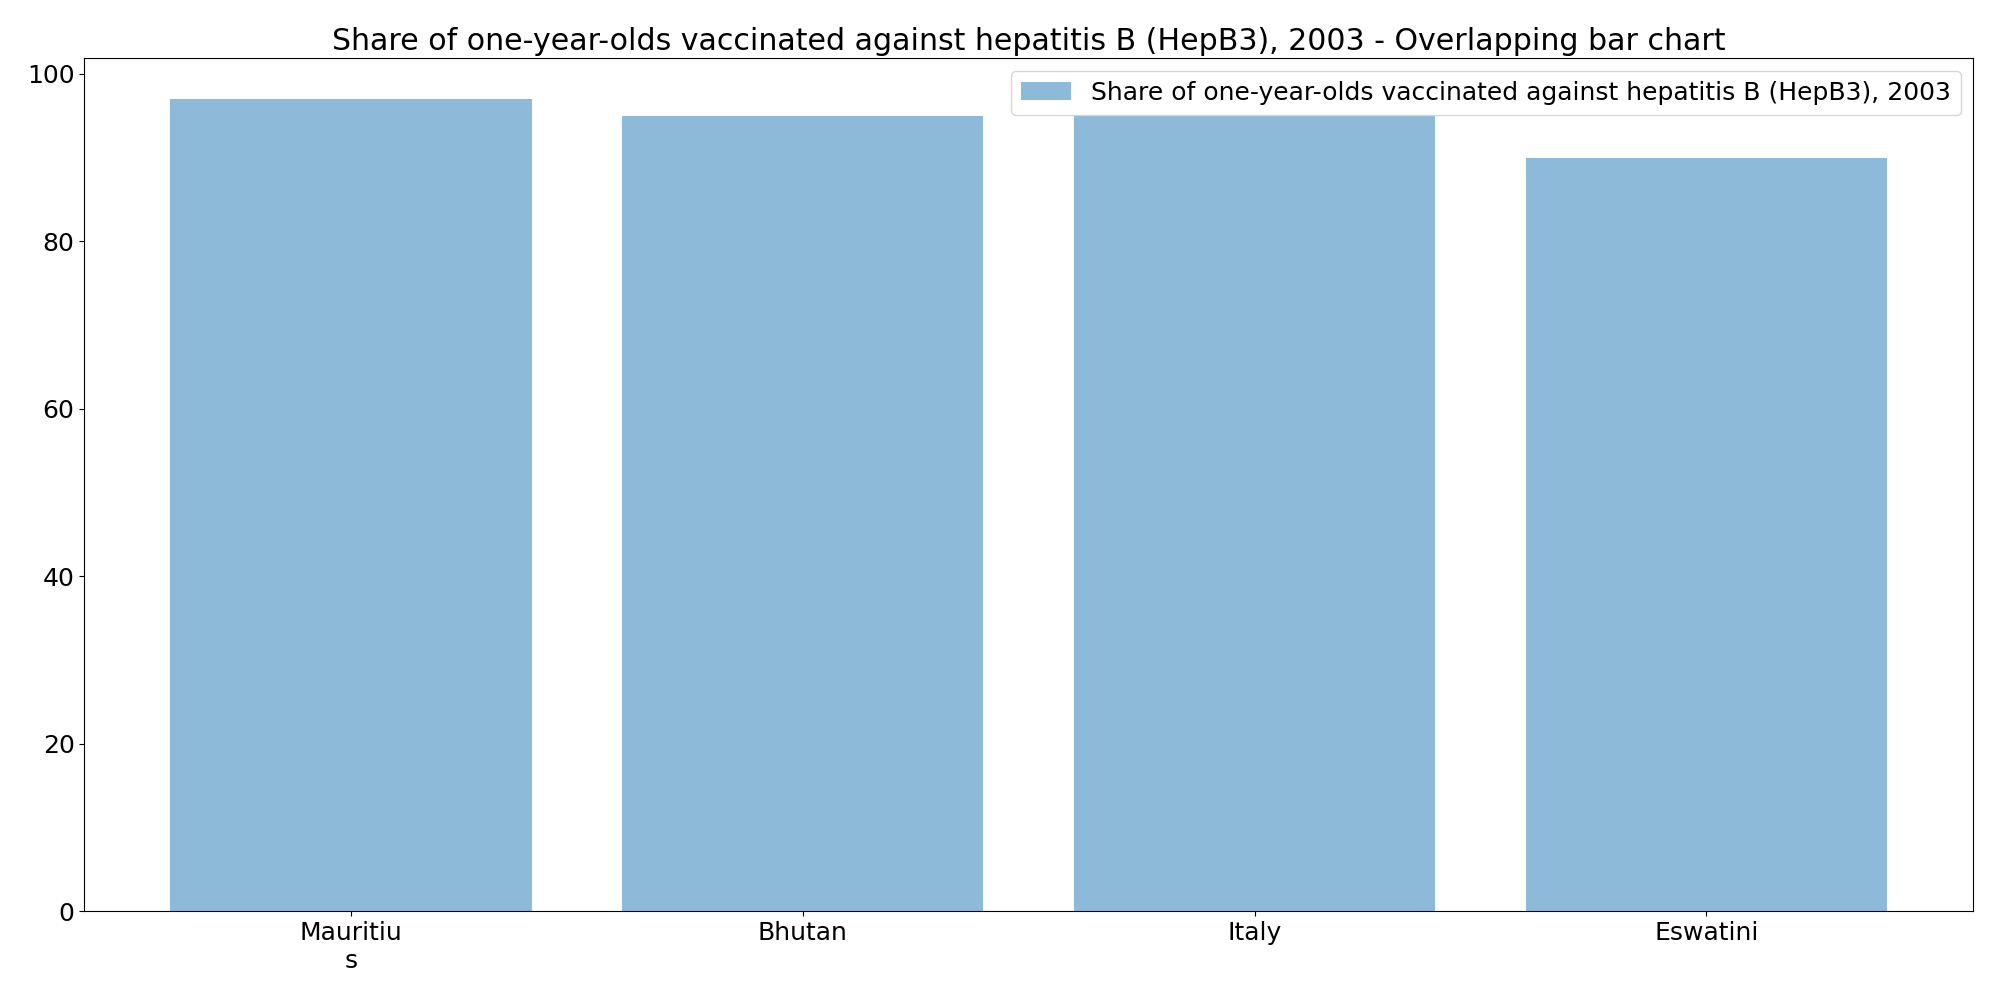 Share of one-year-olds vaccinated against hepatitis B (HepB3), 2003 - Overlapping bar chart
Share of one-year-olds vaccinated against hepatitis B (HepB3), 2003
100
80
60
40
20
0
Mauritiu
s
Bhutan
Italy
Eswatini